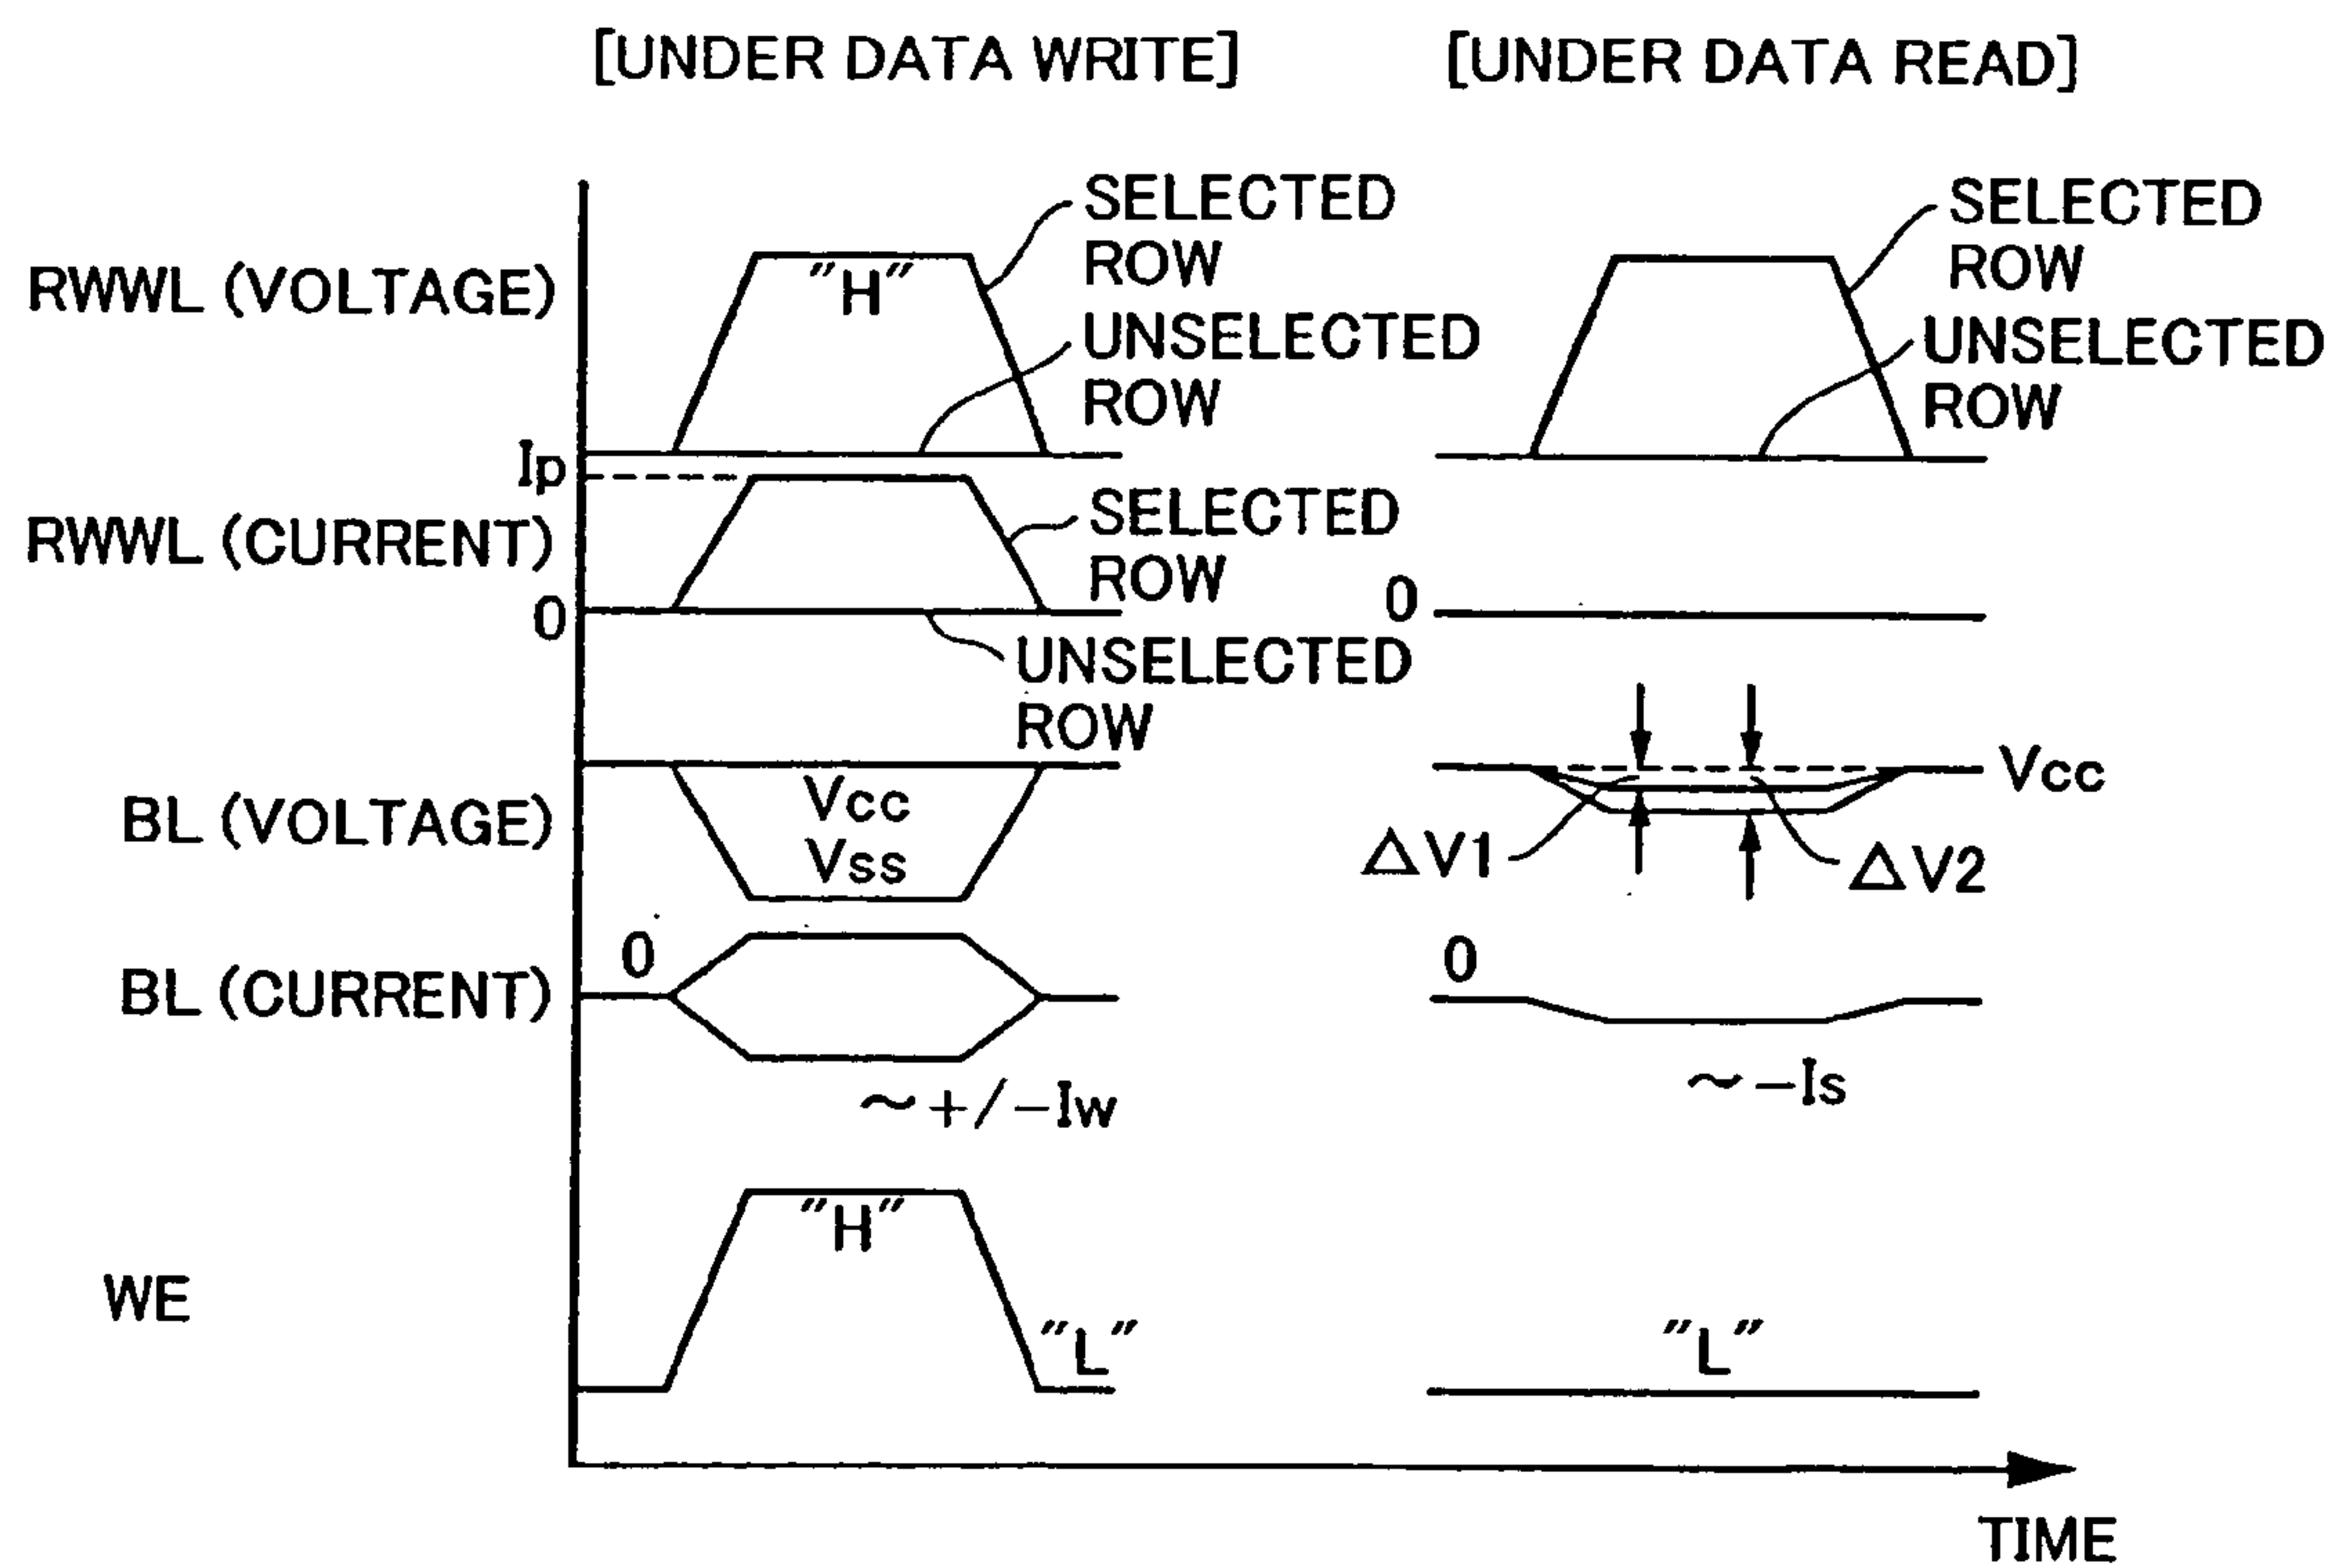 [UNDER DATA WRITE]
[UNDER DATA READ]
RWWL (VOLTAGE)
"H"
SELECTED
ROW
UNSELECTED
ROW
SELECTED
ROW
UNSELECTED
ROW
Ip
RWWL (CURRENT)
0
SELECTED
ROW
UNSELECTED
ROW
0
BL (VOLTAGE)
Vcc
Vss
Vcc
△V1
△V2
BL (CURRENT)
0
~+/-Iw
0
~-Is
WE
"H"
"L"
"L"
TIME